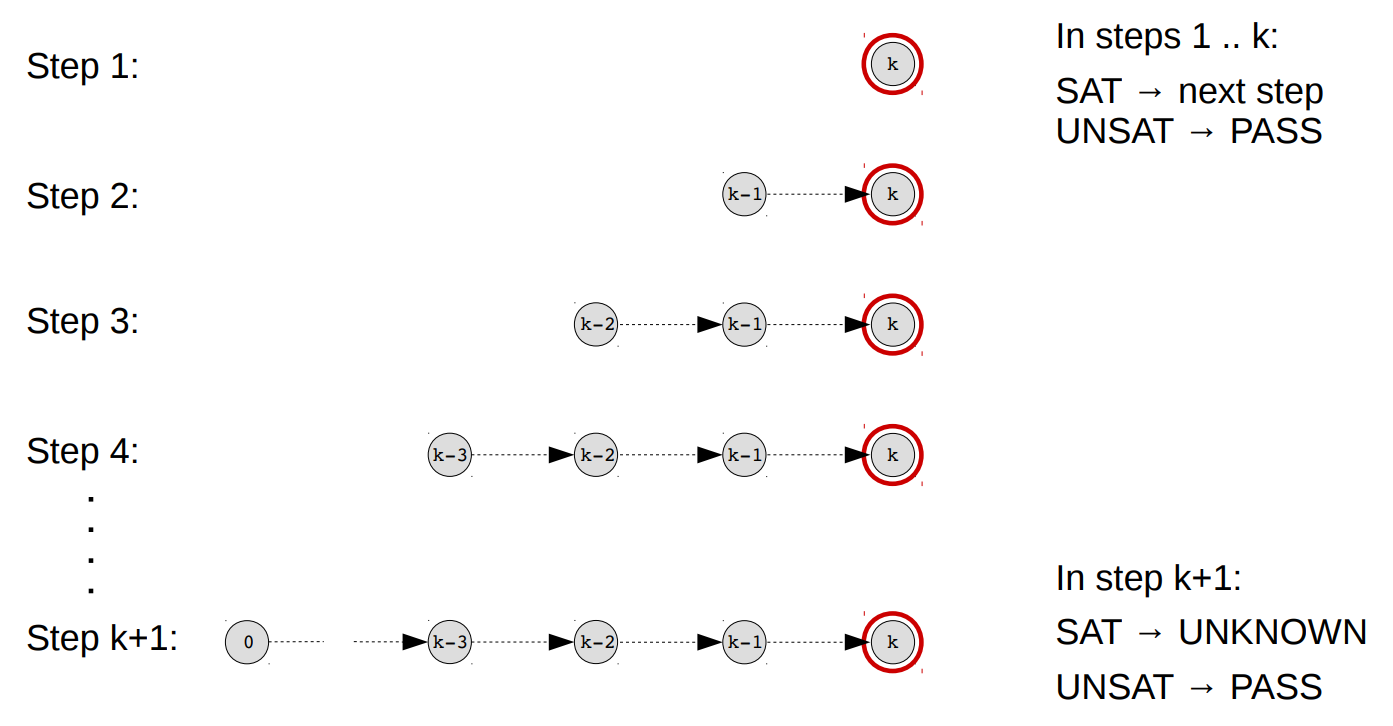 Step 1:
k
In steps 1 .. k:
SAT → next step
UNSAT → PASS
Step 2:
k-1
k
Step 3:
k-2
k-1
k
Step 4:
k-3
k-2
k-1
k
.
.
.
.
Step k+1:
0
k-3
k-2
k-1
k
In step k+1:
SAT → UNKNOWN
UNSAT → PASS